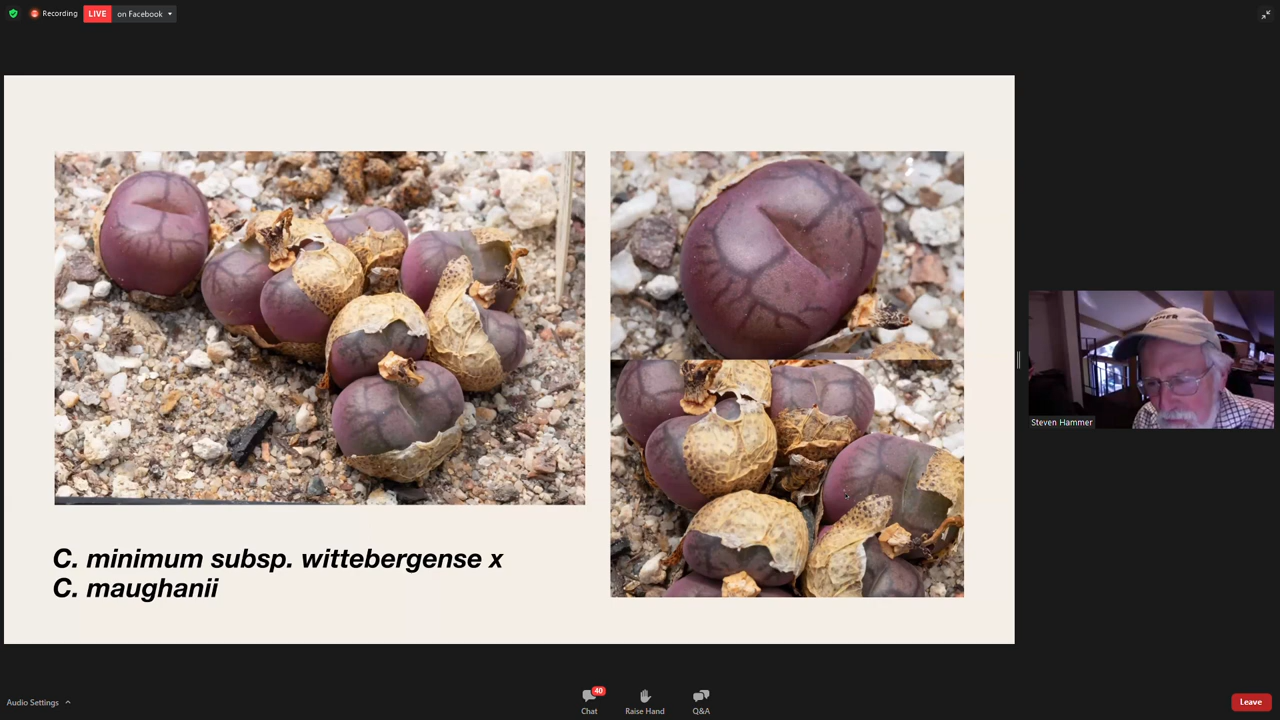 Recording
LIVE on Facebook
C. minimum subsp. wittebergense x
C. maughanii
Steven Hammer
Audio Settings
40
Chat
Raise Hand
Q&A
Leave